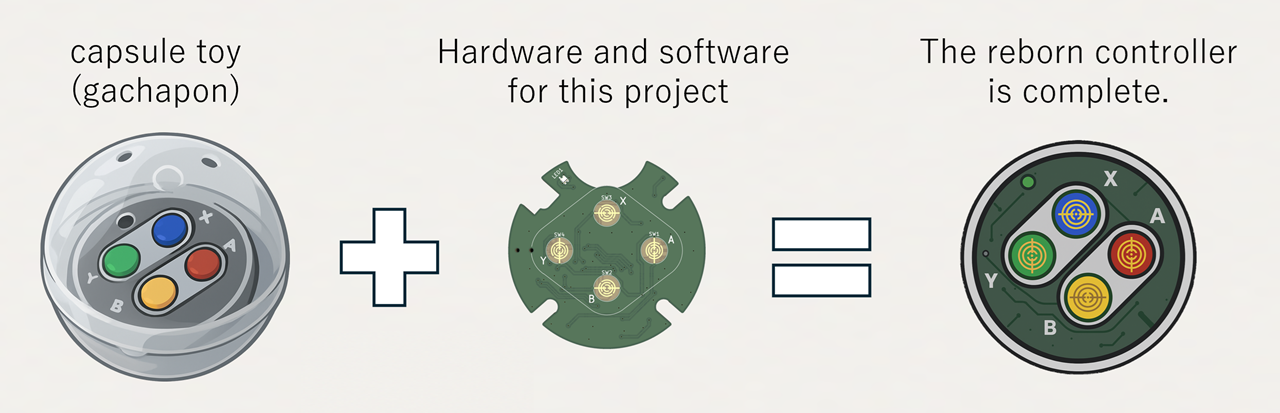 capsule toy
(gachapon)
Hardware and software
for this project
The reborn controller
is complete.
X
A
Y
B
LED1
SW3
X
SW4
SW1
A
Y
SW2
B
X
A
Y
B